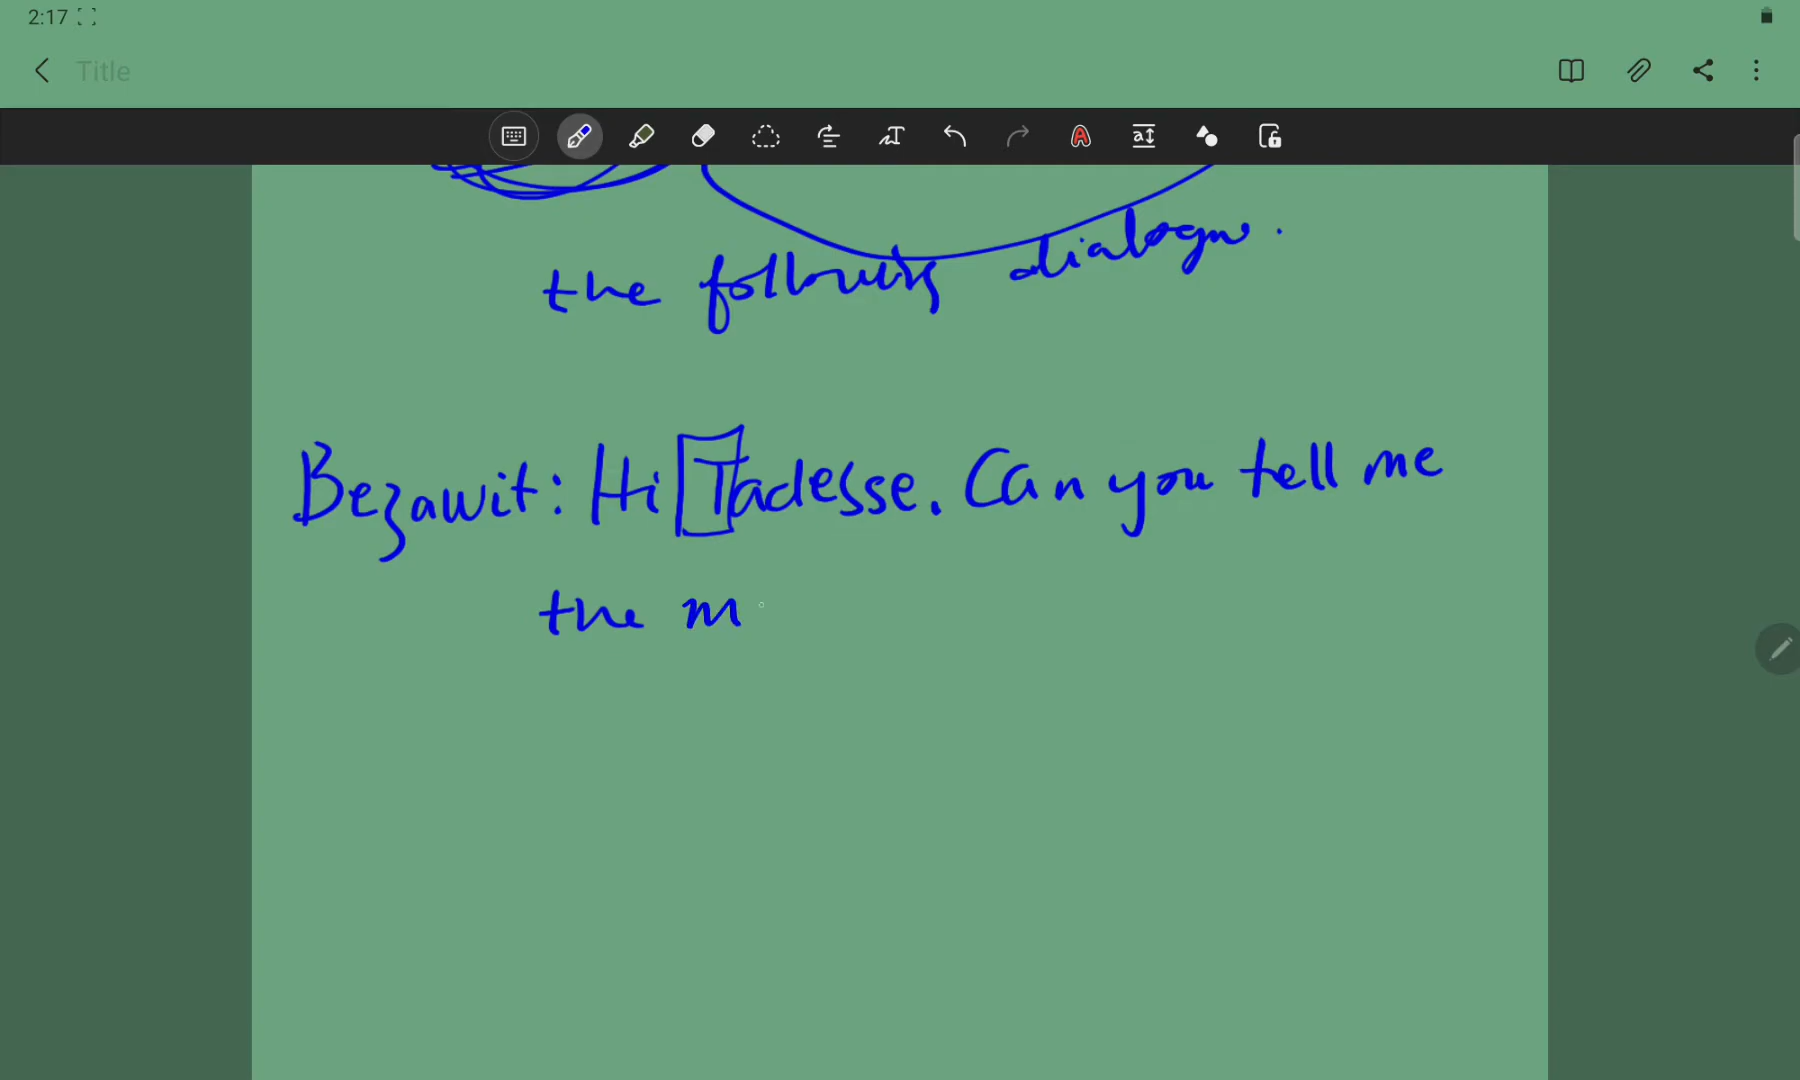 2:17
Title
the following dialogue.
Bezawit: Hi Tadesse. Can you tell me
the m